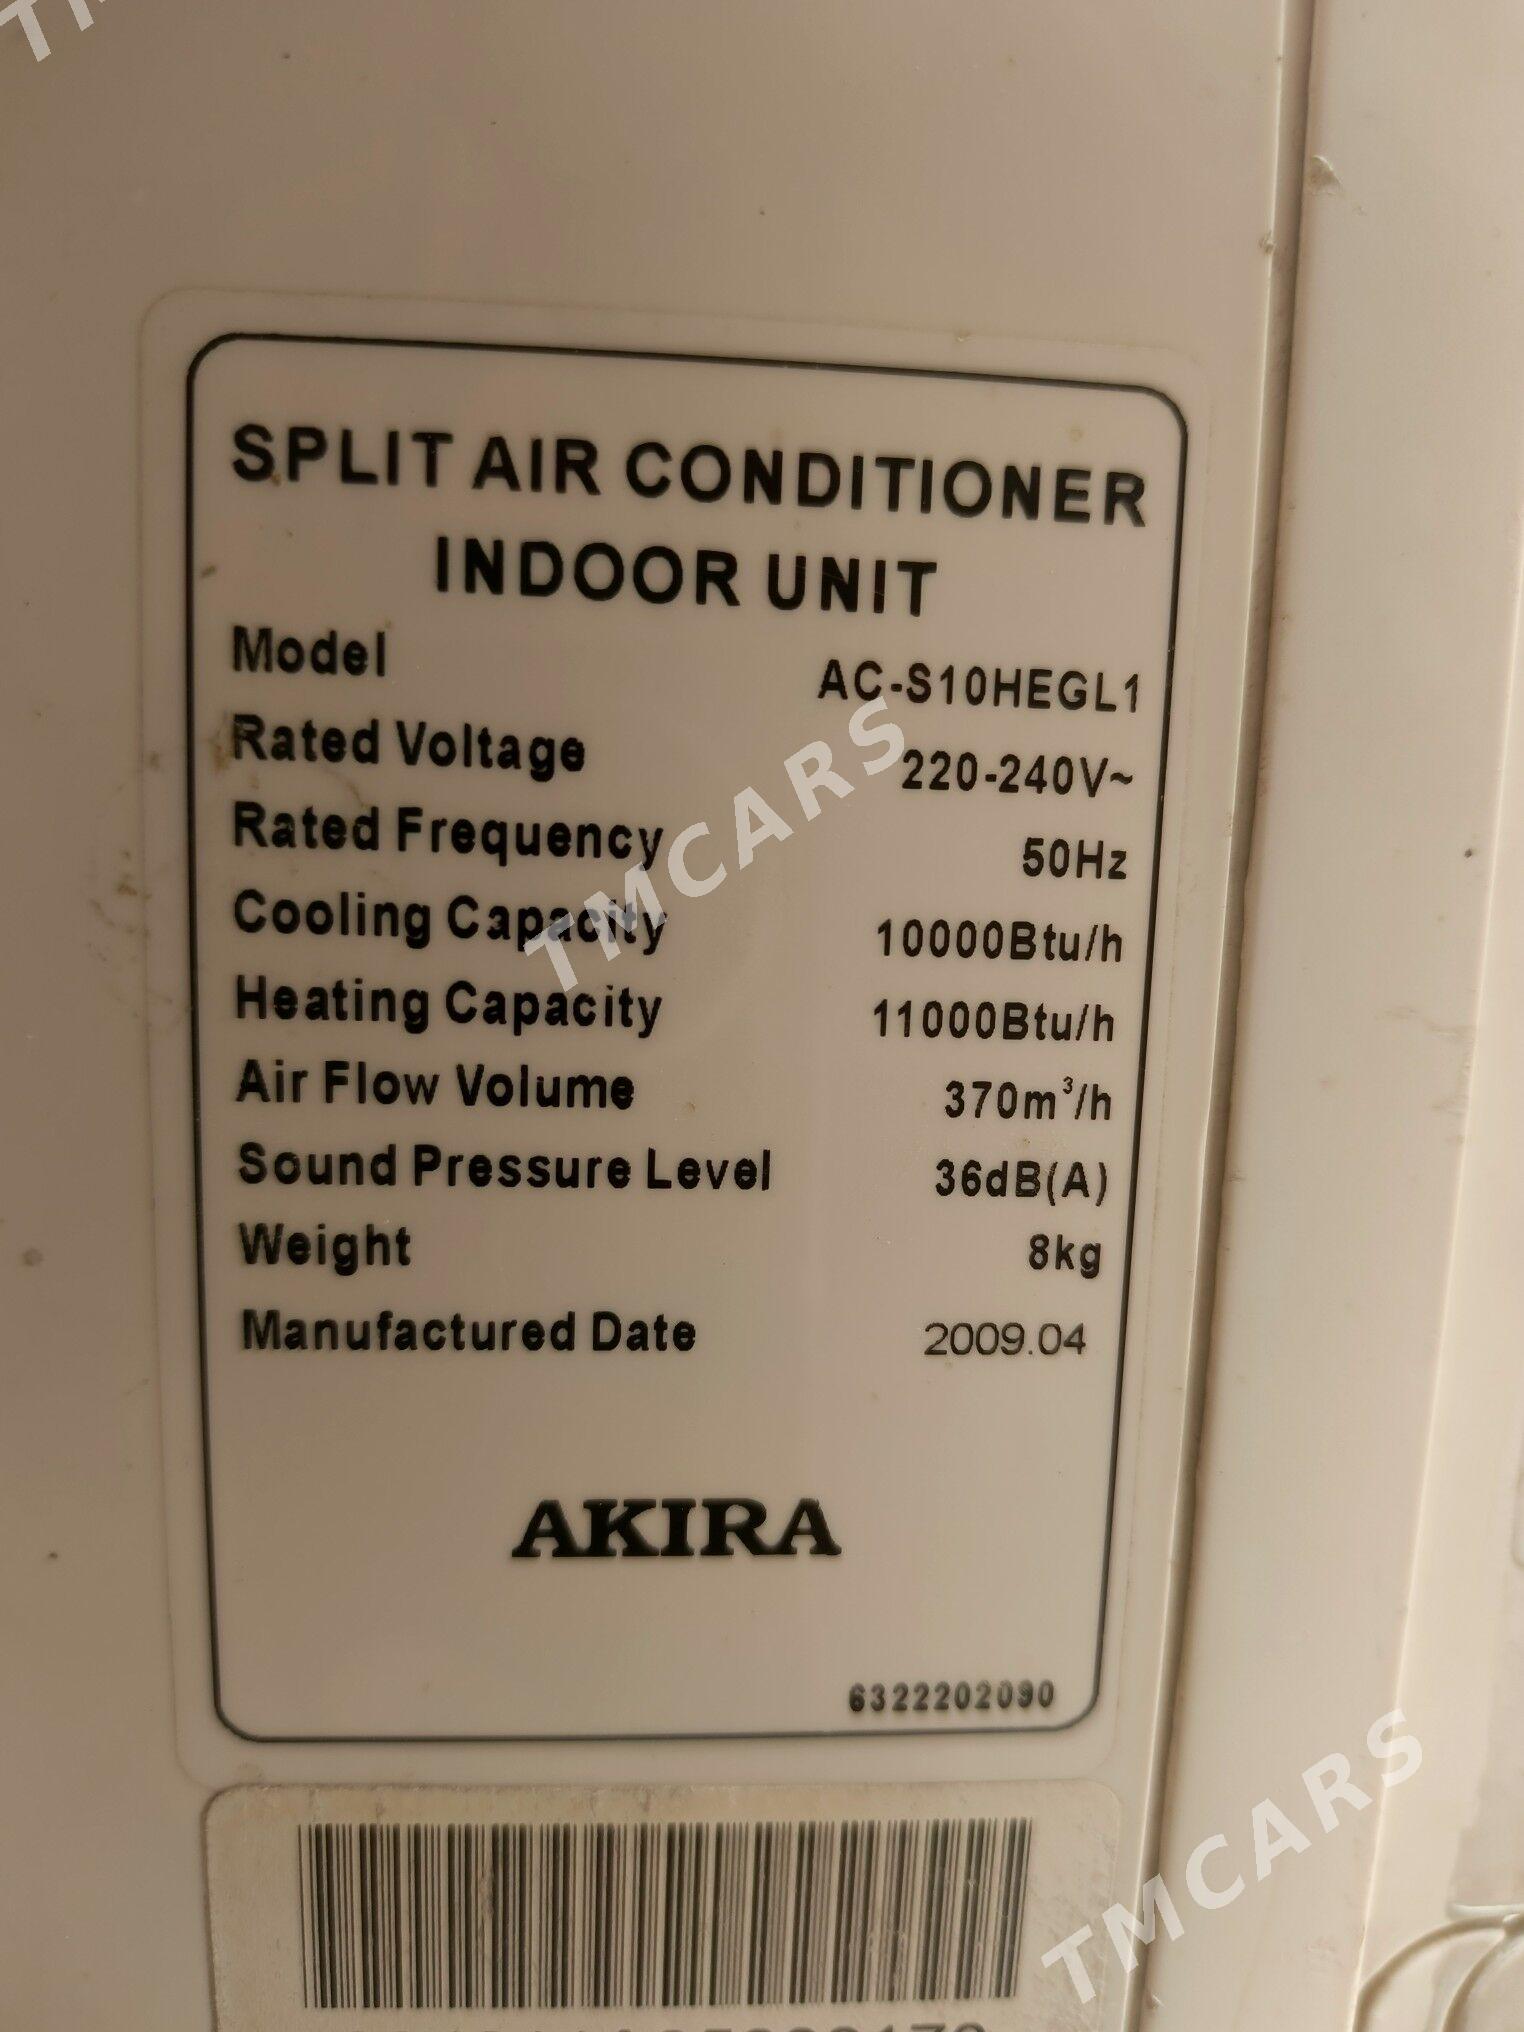 SPLIT AIR CONDITIONER
INDOOR UNIT
Model AC-S10HEGL1
Rated Voltage 220-240V~
Rated Frequency 50Hz
Cooling Capacity 10000Btu/h
Heating Capacity 11000Btu/h
Air Flow Volume 370m³/h
Sound Pressure Level 36dB(A)
Weight 8kg
Manufactured Date 2009.04
AKIRA
6322202090
TMCARS
TMCARS